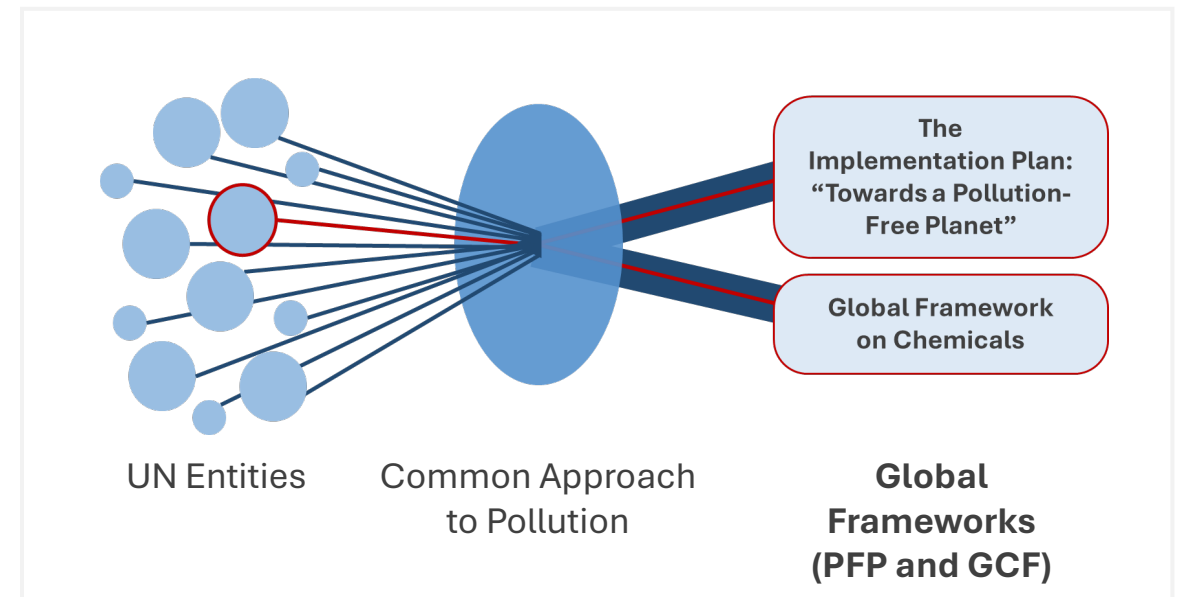 The
Implementation Plan:
“Towards a Pollution-
Free Planet”
Global Framework
on Chemicals
UN Entities
Common Approach
to Pollution
Global
Frameworks
(PFP and GCF)